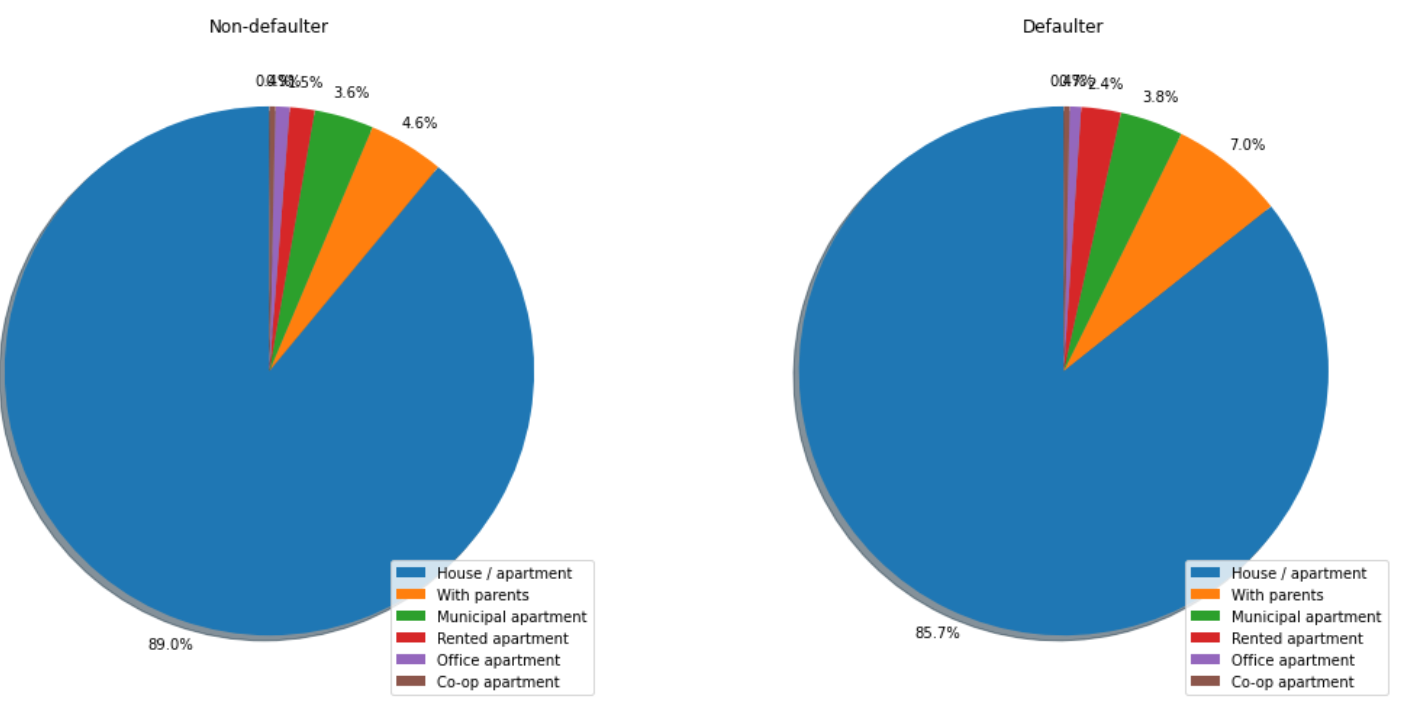 Non-defaulter
3.6%
4.6%
89.0%
House / apartment
With parents
Municipal apartment
Rented apartment
Office apartment
Co-op apartment
Defaulter
2.4%
3.8%
7.0%
85.7%
House / apartment
With parents
Municipal apartment
Rented apartment
Office apartment
Co-op apartment